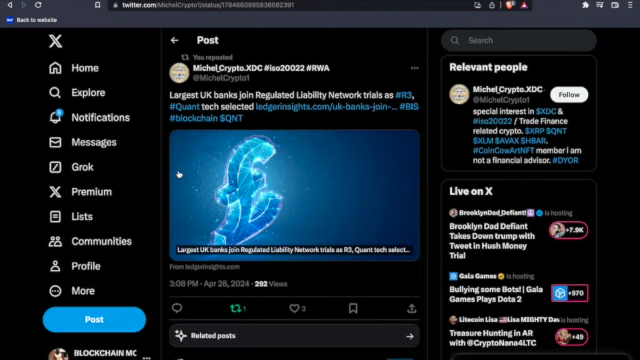 twitter.com/MichelCrypto1/status/1784660895836082391
Back to website
Post
Search
You reposted
Michel_Crypto.XDC #iso20022 #RWA
@MichelCrypto1
Largest UK banks join Regulated Liability Network trials as #R3,
#Quant tech selected ledgerinsights.com/uk-banks-join-... #BIS
#blockchain $QNT
Largest UK banks join Regulated Liability Network trials as R3, Quant tech select...
From ledgerinsights.com
3:08 PM · Apr 28, 2024 · 292 Views
1
3
Related posts
Home
Explore
5
Notifications
Messages
Grok
Premium
Lists
Communities
Profile
More
Post
BLOCKCHAIN MO
Relevant people
Michel_Crypto.XDC
@MichelCrypto1
Follow
special interest in $XDC
& #iso20022 / Trade Finance
related crypto. $XRP $QNT
$XLM $AVAX $HBAR.
#CoinCowArtNFT member I am
not a financial advisor. #DYOR
Live on X
BrooklynDad_Defiant! is hosting
Brooklyn Dad Defiant
Takes Down trump with
Tweet in Hush Money
Trial
+7.9K
Gala Games is hosting
Bullying some Bots! | Gala
Games Plays Dota 2
+970
Litecoin Lisa Lisa MIGHTY Dav is hosting
Treasure Hunting in AR
with @CryptoNana4LTC
+49